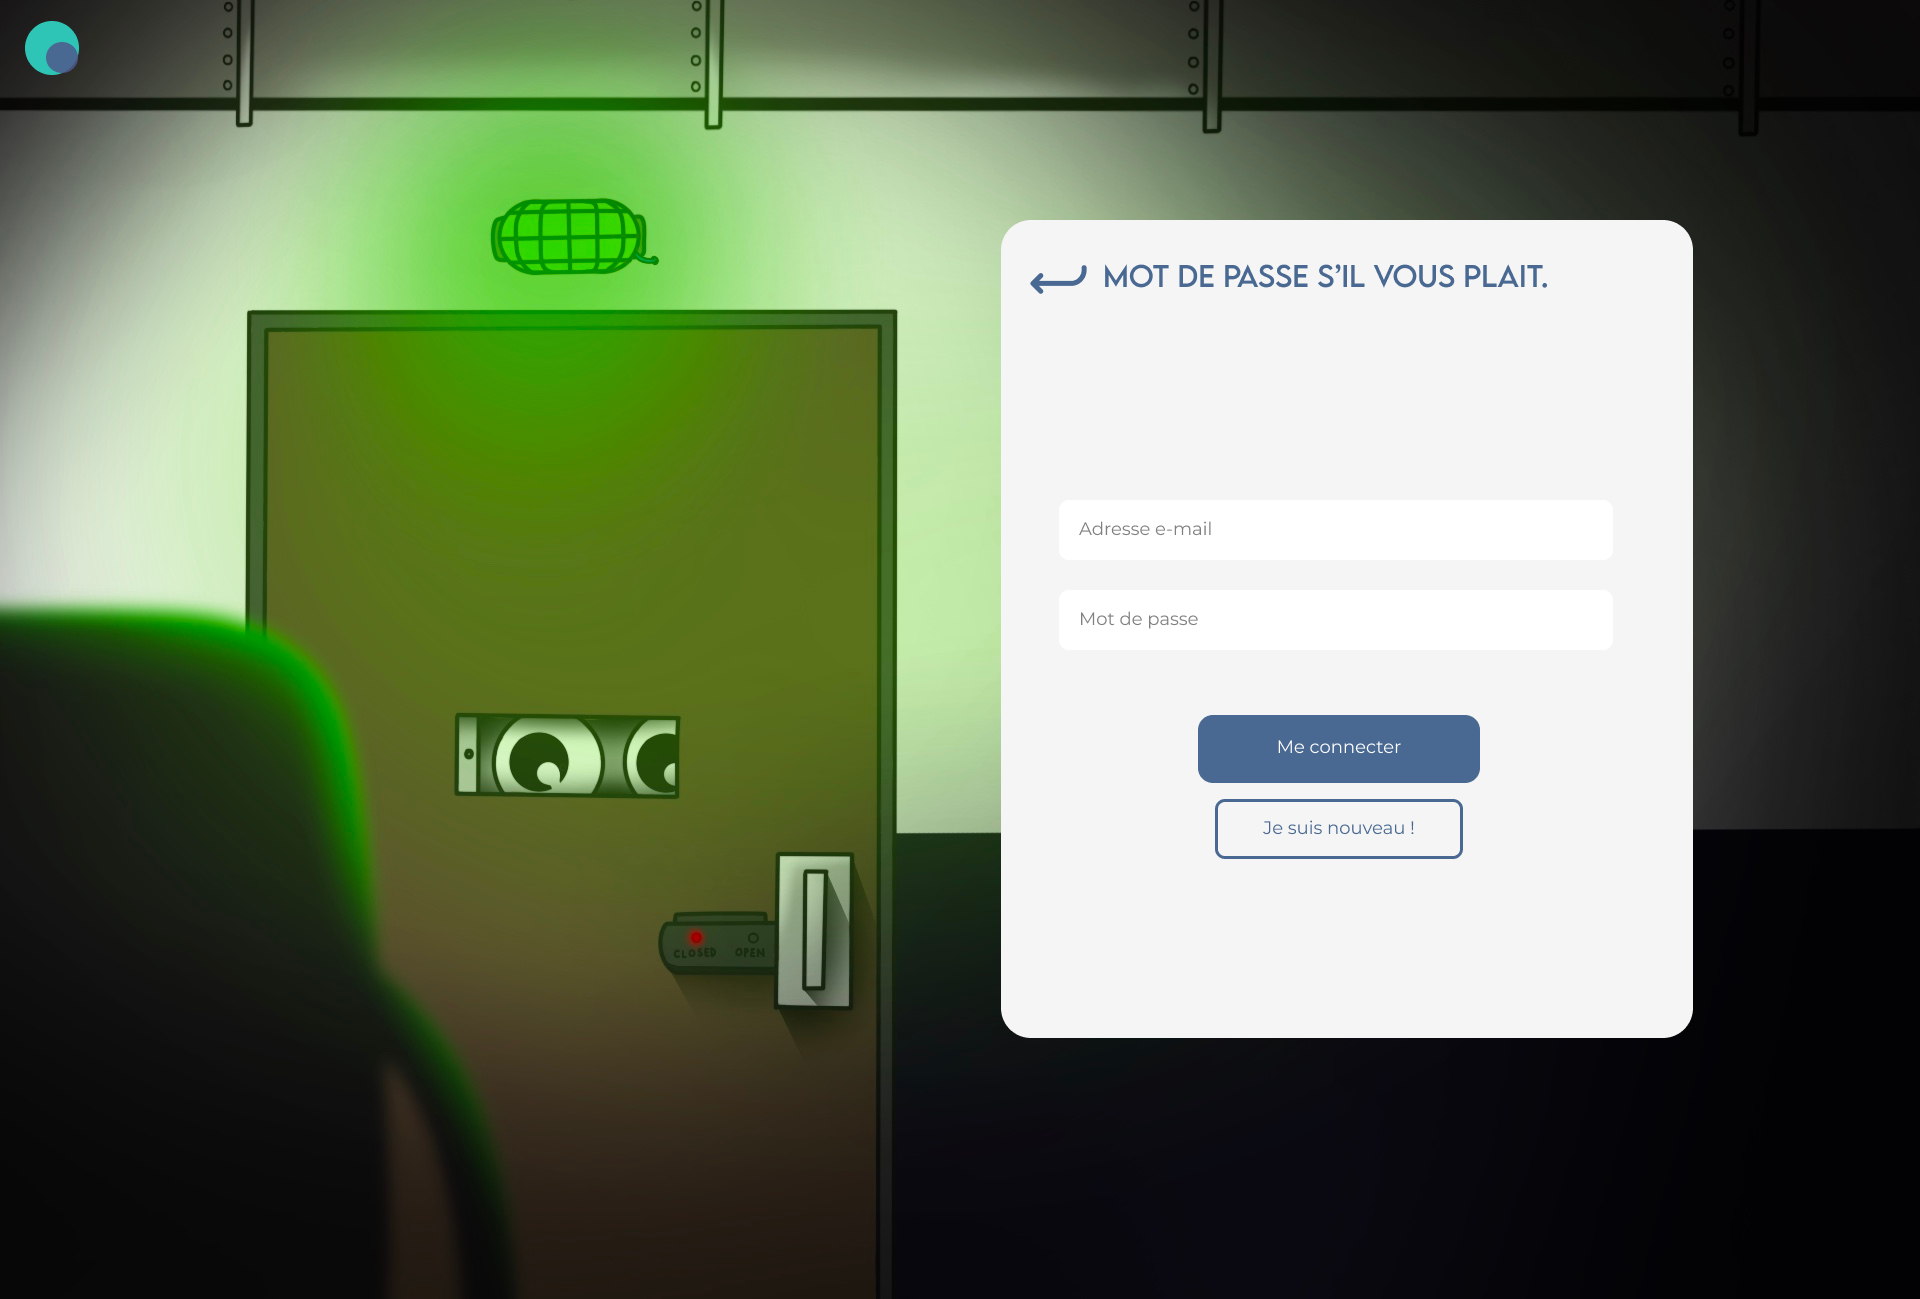 MOT DE PASSE S’IL VOUS PLAIT.
Adresse e-mail
Mot de passe
Me connecter
Je suis nouveau !
CLOSED OPEN